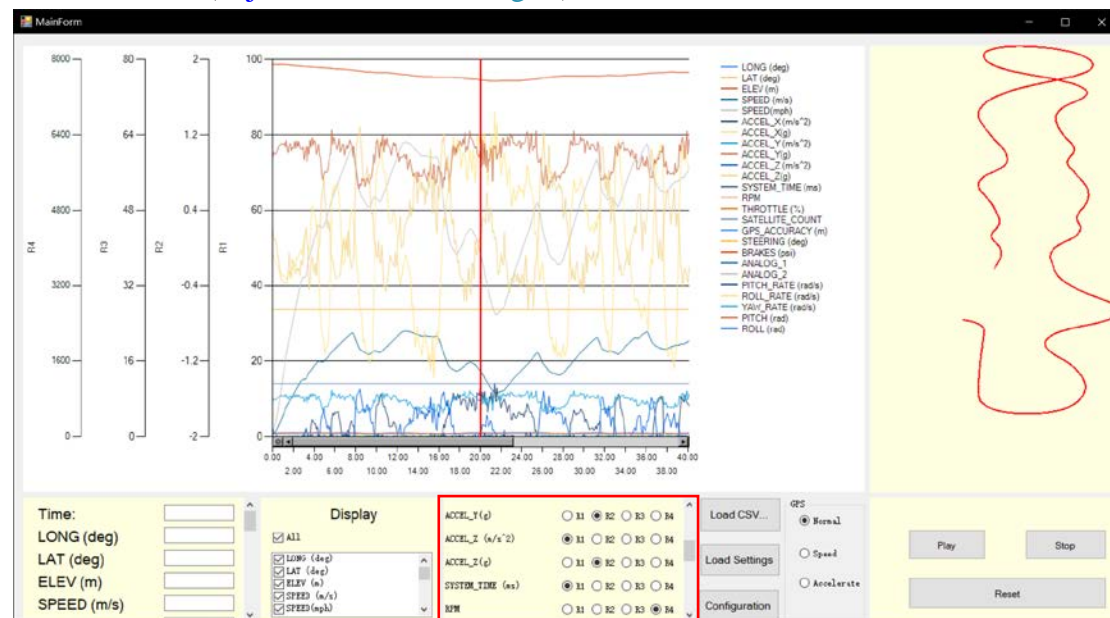 MainForm
8000 80 2 100
6400 64 1.2 80
4800 48 0.4 60
3200 32 -0.4 40
1600 16 -1.2 20
0 0 -2 0
R4 R3 R2 R1
0.00 4.00 8.00 12.00 16.00 20.00 24.00 28.00 32.00 36.00 40.00
2.00 6.00 10.00 14.00 18.00 22.00 26.00 30.00 34.00 38.00
LONG (deg)
LAT (deg)
ELEV (m)
SPEED (m/s)
SPEED(mph)
ACCEL_X (m/s^2)
ACCEL_X(g)
ACCEL_Y (m/s^2)
ACCEL_Y(g)
ACCEL_Z (m/s^2)
ACCEL_Z(g)
SYSTEM_TIME (ms)
RPM
THROTTLE (%)
SATELLITE_COUNT
GPS_ACCURACY (m)
STEERING (deg)
BRAKES (psi)
ANALOG_1
ANALOG_2
PITCH_RATE (rad/s)
ROLL_RATE (rad/s)
YAW_RATE (rad/s)
PITCH (rad)
ROLL (rad)
Time:
LONG (deg)
LAT (deg)
ELEV (m)
SPEED (m/s)
Display
All
LONG (deg)
LAT (deg)
ELEV (m)
SPEED (m/s)
SPEED(mph)
ACCEL_Y(g) R1 R2 R3 R4
ACCEL_Z (m/s^2) R1 R2 R3 R4
ACCEL_Z(g) R1 R2 R3 R4
SYSTEM_TIME (ms) R1 R2 R3 R4
RPM R1 R2 R3 R4
Load CSV...
Load Settings
Configuration
GPS
Normal
Speed
Accelerate
Play Stop
Reset